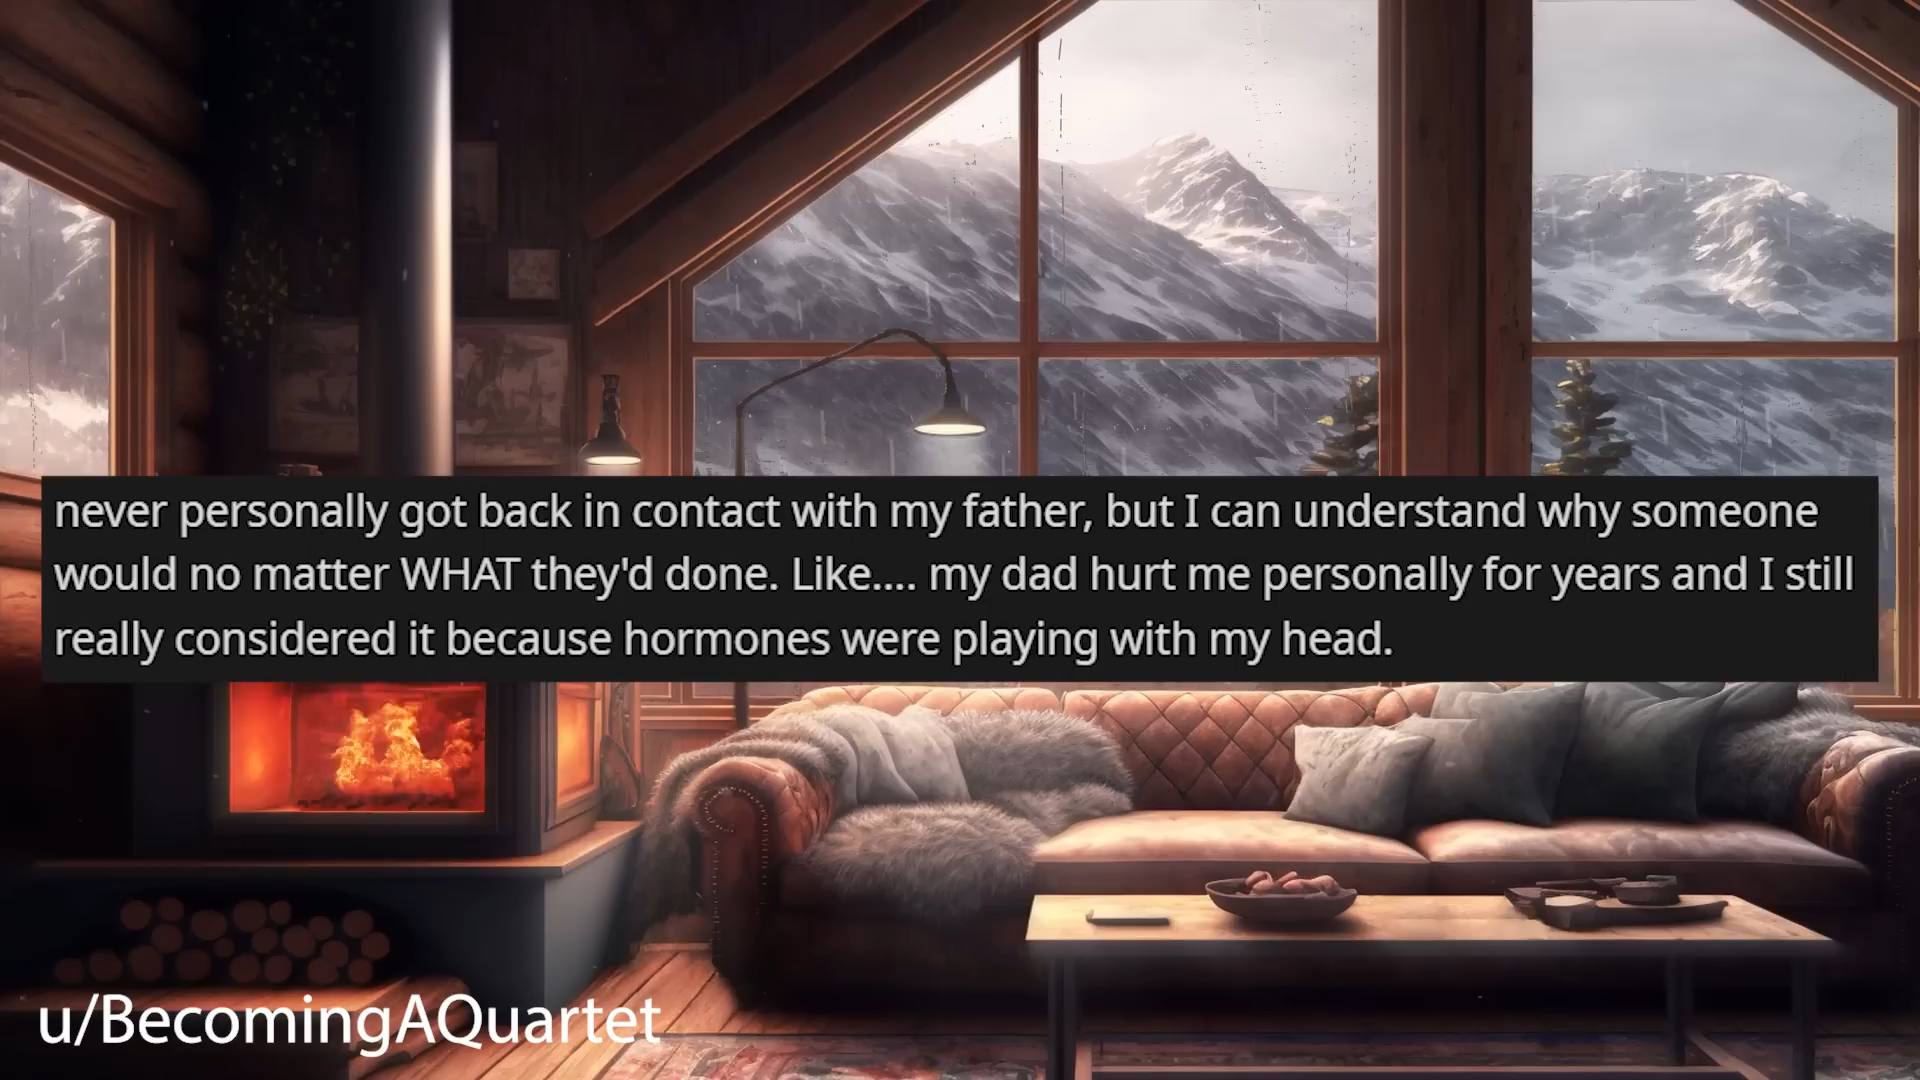 never personally got back in contact with my father, but I can understand why someone
would no matter WHAT they'd done. Like.... my dad hurt me personally for years and I still
really considered it because hormones were playing with my head.
u/BecomingAQuartet